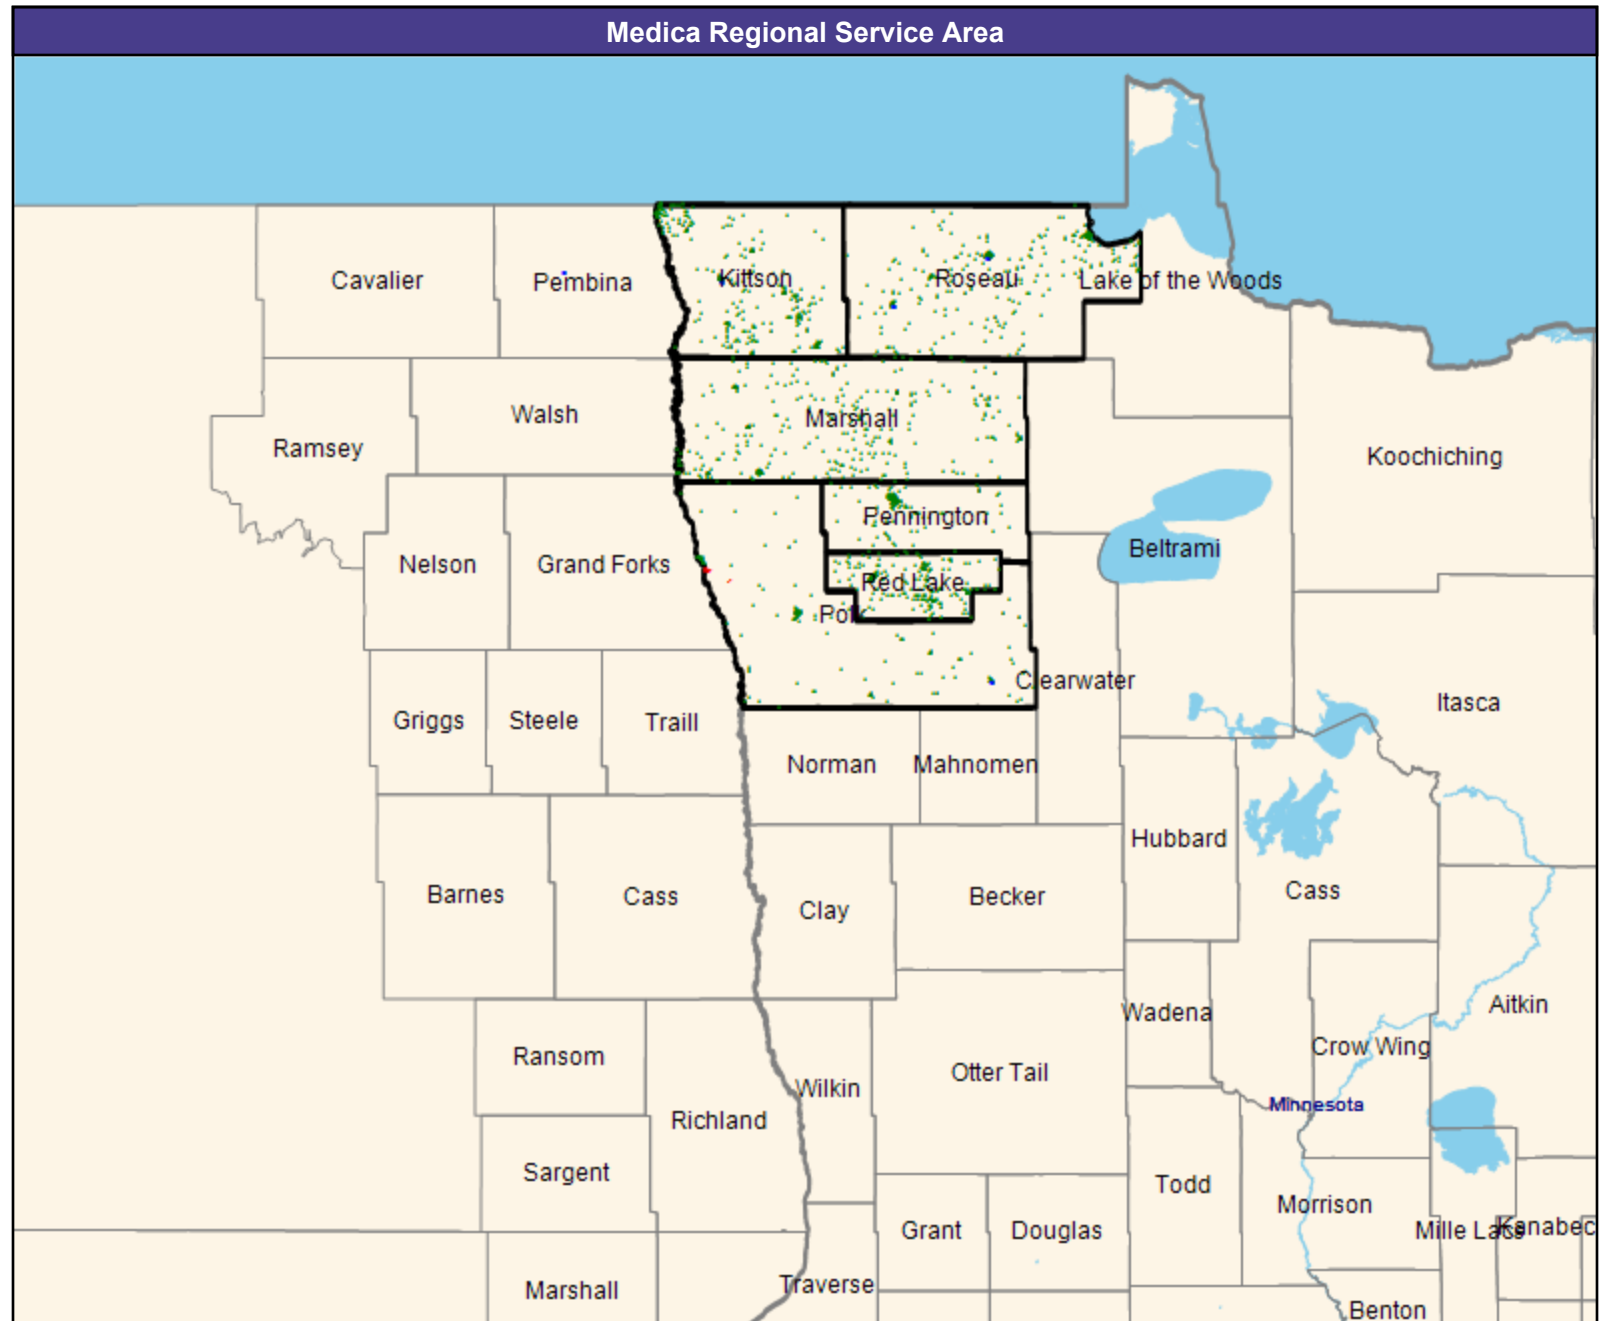 Medica Regional Service Area
Cavalier
Pembina
Kittson
Roseau
Lake of the Woods
Walsh
Marshall
Ramsey
Koochiching
Pennington
Beltrami
Nelson
Grand Forks
Red Lake
Polk
Clearwater
Itasca
Griggs
Steele
Traill
Norman
Mahnomen
Hubbard
Barnes
Cass
Clay
Becker
Cass
Wadena
Aitkin
Ransom
Crow Wing
Otter Tail
Wilkin
Minnesota
Richland
Sargent
Todd
Morrison
Grant
Douglas
Mille Lacs
Kanabec
Marshall
Traverse
Benton